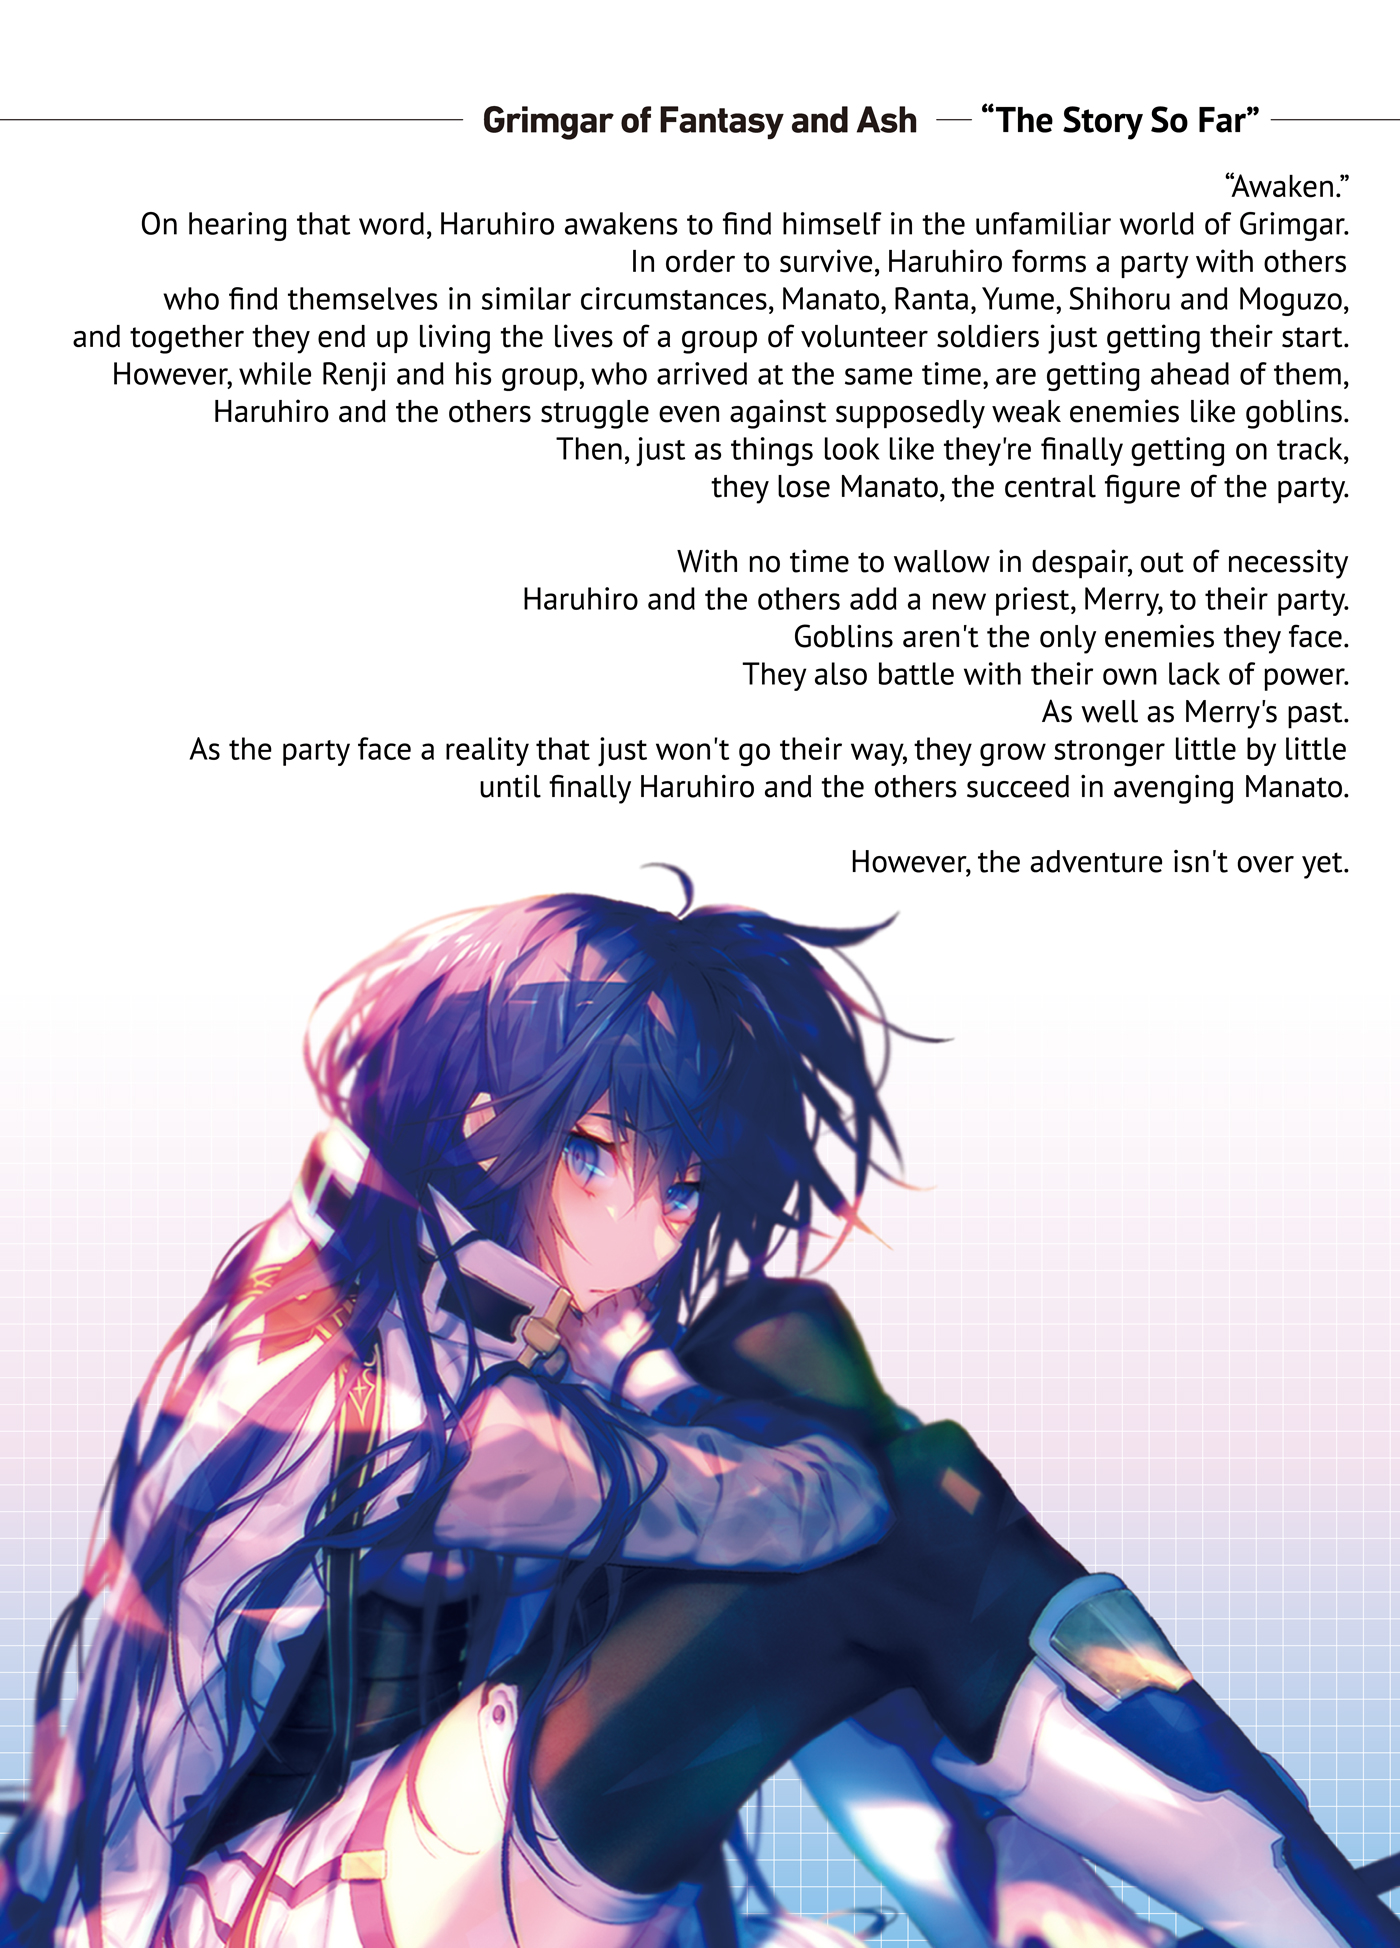 Grimgar of Fantasy and Ash — “The Story So Far”
“Awaken.”
On hearing that word, Haruhiro awakens to find himself in the unfamiliar world of Grimgar.
In order to survive, Haruhiro forms a party with others
who find themselves in similar circumstances, Manato, Ranta, Yume, Shihoru and Moguzo,
and together they end up living the lives of a group of volunteer soldiers just getting their start.
However, while Renji and his group, who arrived at the same time, are getting ahead of them,
Haruhiro and the others struggle even against supposedly weak enemies like goblins.
Then, just as things look like they're finally getting on track,
they lose Manato, the central figure of the party.
With no time to wallow in despair, out of necessity
Haruhiro and the others add a new priest, Merry, to their party.
Goblins aren't the only enemies they face.
They also battle with their own lack of power.
As well as Merry's past.
As the party face a reality that just won't go their way, they grow stronger little by little
until finally Haruhiro and the others succeed in avenging Manato.
However, the adventure isn't over yet.